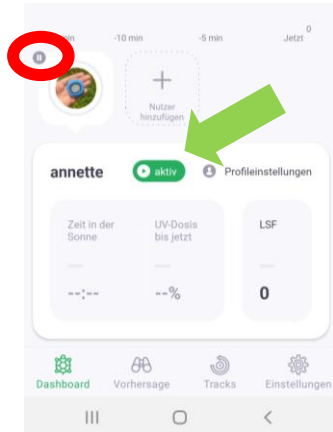 min -10 min -5 min Jetzt 0
Nutzer
hinzufügen
annette aktiv Profileinstellungen
Zeit in der UV-Dosis LSF
Sonne bis jetzt
--:-- --% 0
Dashboard Vorhersage Tracks Einstellungen